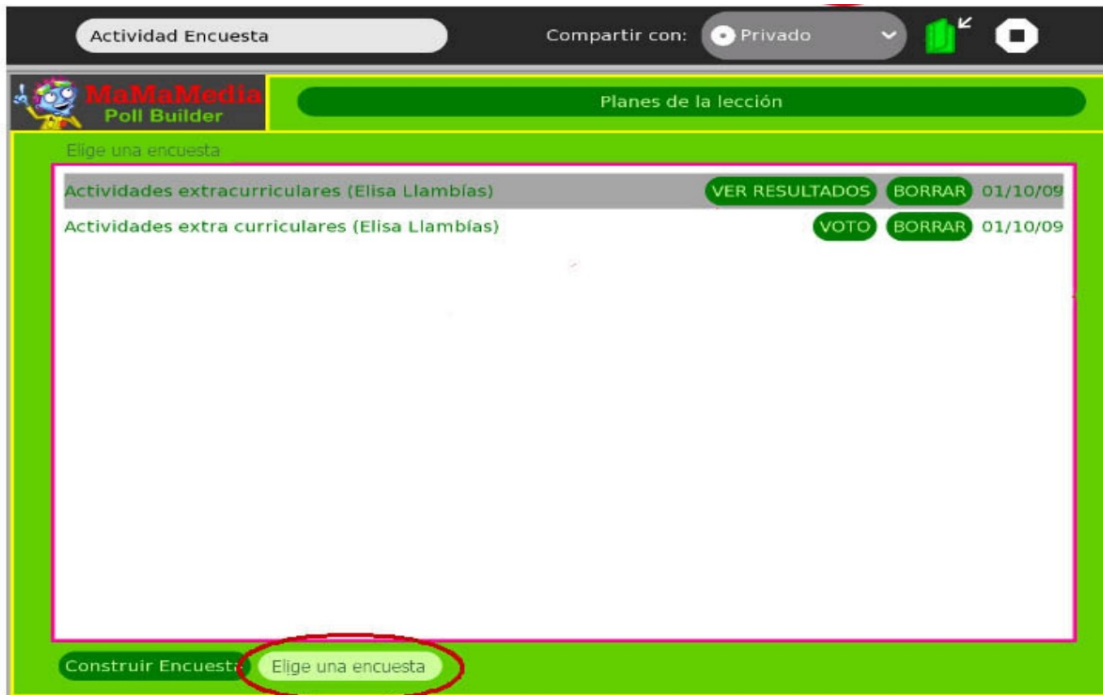 Actividad Encuesta Compartir con: Privado
MaMaMedia
Poll Builder
Planes de la lección
Elige una encuesta
Actividades extracurriculares (Elisa Llambías) VER RESULTADOS BORRAR 01/10/09
Actividades extra curriculares (Elisa Llambías) VOTO BORRAR 01/10/09
Construir Encuesta Elige una encuesta